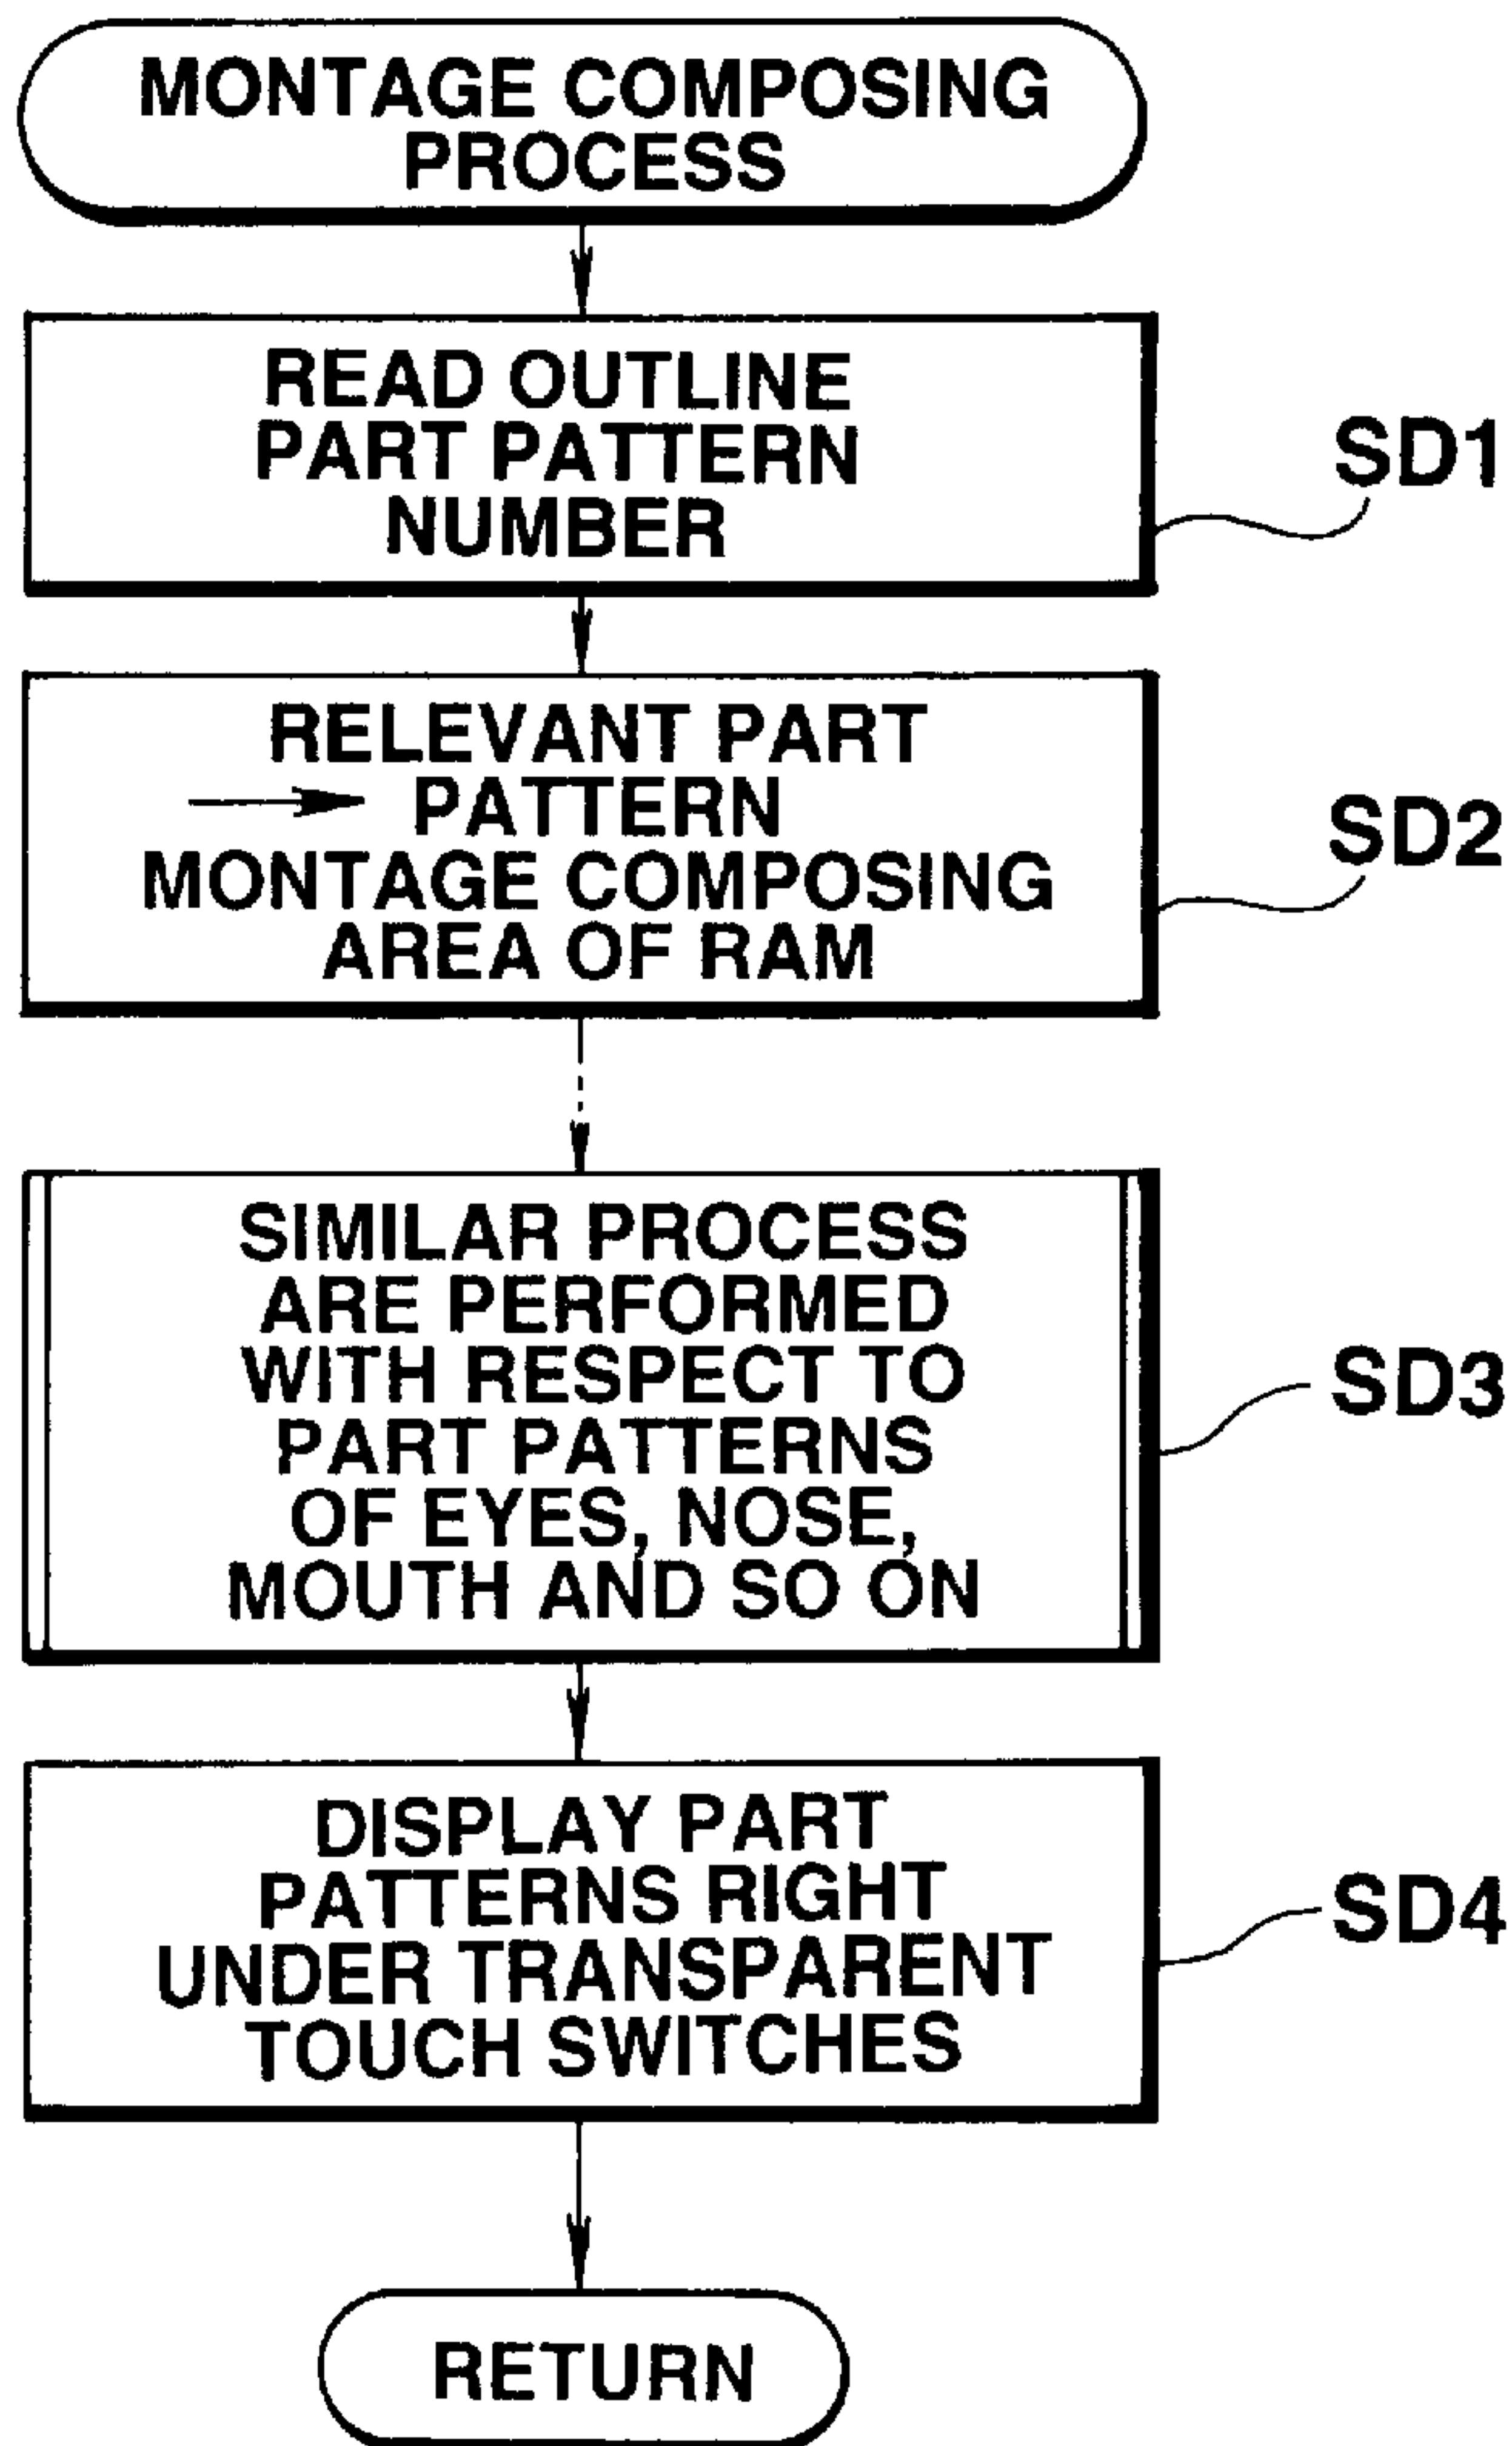 MONTAGE COMPOSING
PROCESS
READ OUTLINE
PART PATTERN
NUMBER
SD1
RELEVANT PART
→ PATTERN
MONTAGE COMPOSING
AREA OF RAM
SD2
SIMILAR PROCESS
ARE PERFORMED
WITH RESPECT TO
PART PATTERNS
OF EYES, NOSE,
MOUTH AND SO ON
SD3
DISPLAY PART
PATTERNS RIGHT
UNDER TRANSPARENT
TOUCH SWITCHES
SD4
RETURN